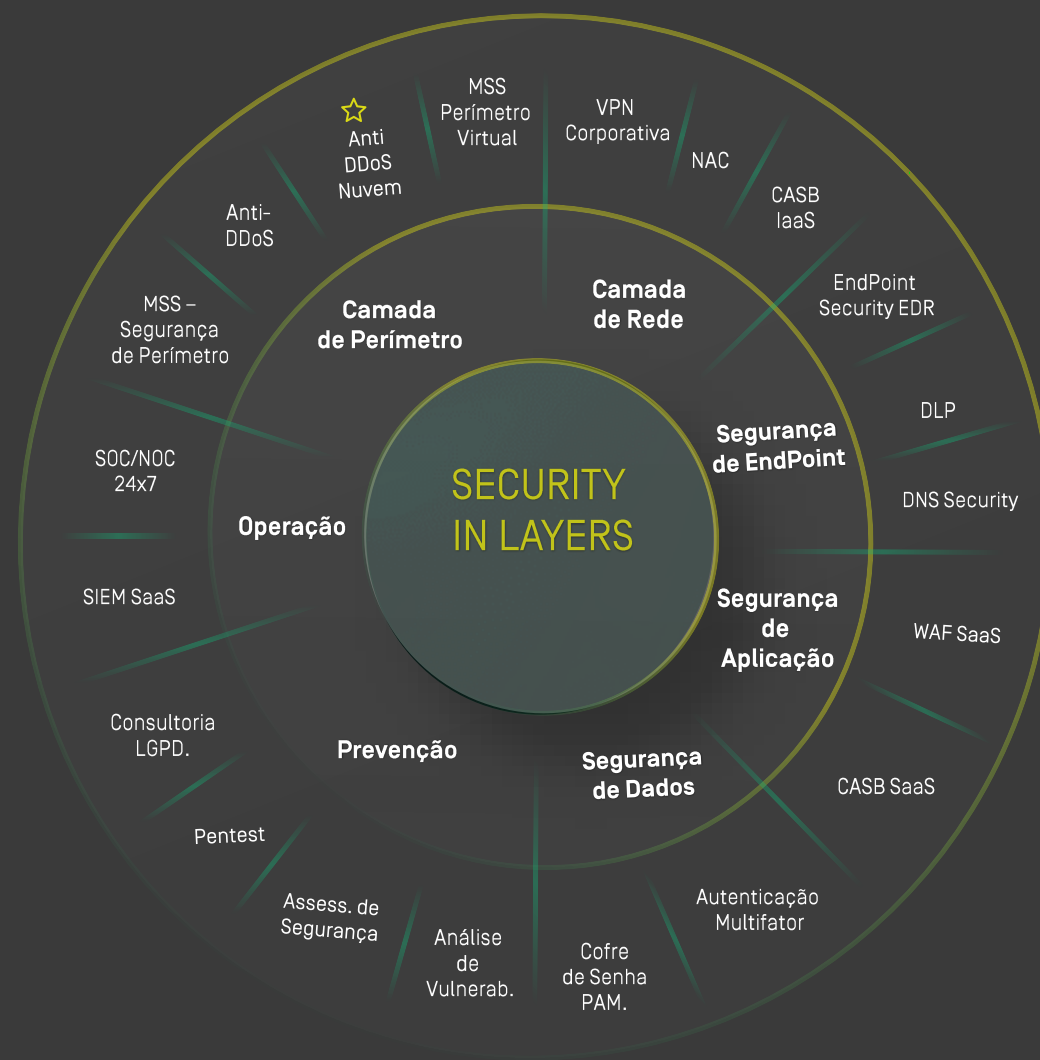 SECURITY
IN LAYERS
Camada
de Perímetro
MSS –
Segurança
de Perímetro
Anti-
DDoS
Anti
DDoS
Nuvem
MSS
Perímetro
Virtual
Camada
de Rede
VPN
Corporativa
NAC
CASB
IaaS
Segurança
de EndPoint
EndPoint
Security EDR
DLP
DNS Security
Segurança
de
Aplicação
WAF SaaS
CASB SaaS
Segurança
de Dados
Autenticação
Multifator
Cofre
de Senha
PAM.
Prevenção
Análise
de
Vulnerab.
Assess. de
Segurança
Pentest
Consultoria
LGPD.
Operação
SIEM SaaS
SOC/NOC
24x7